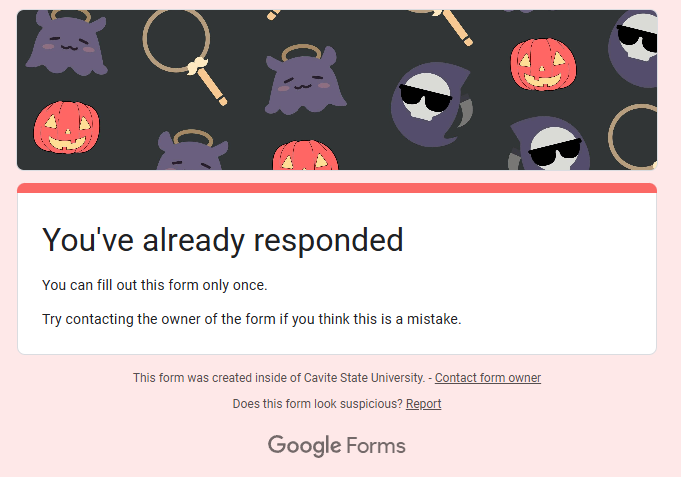 You've already responded
You can fill out this form only once.
Try contacting the owner of the form if you think this is a mistake.
This form was created inside of Cavite State University. - Contact form owner
Does this form look suspicious? Report
Google Forms